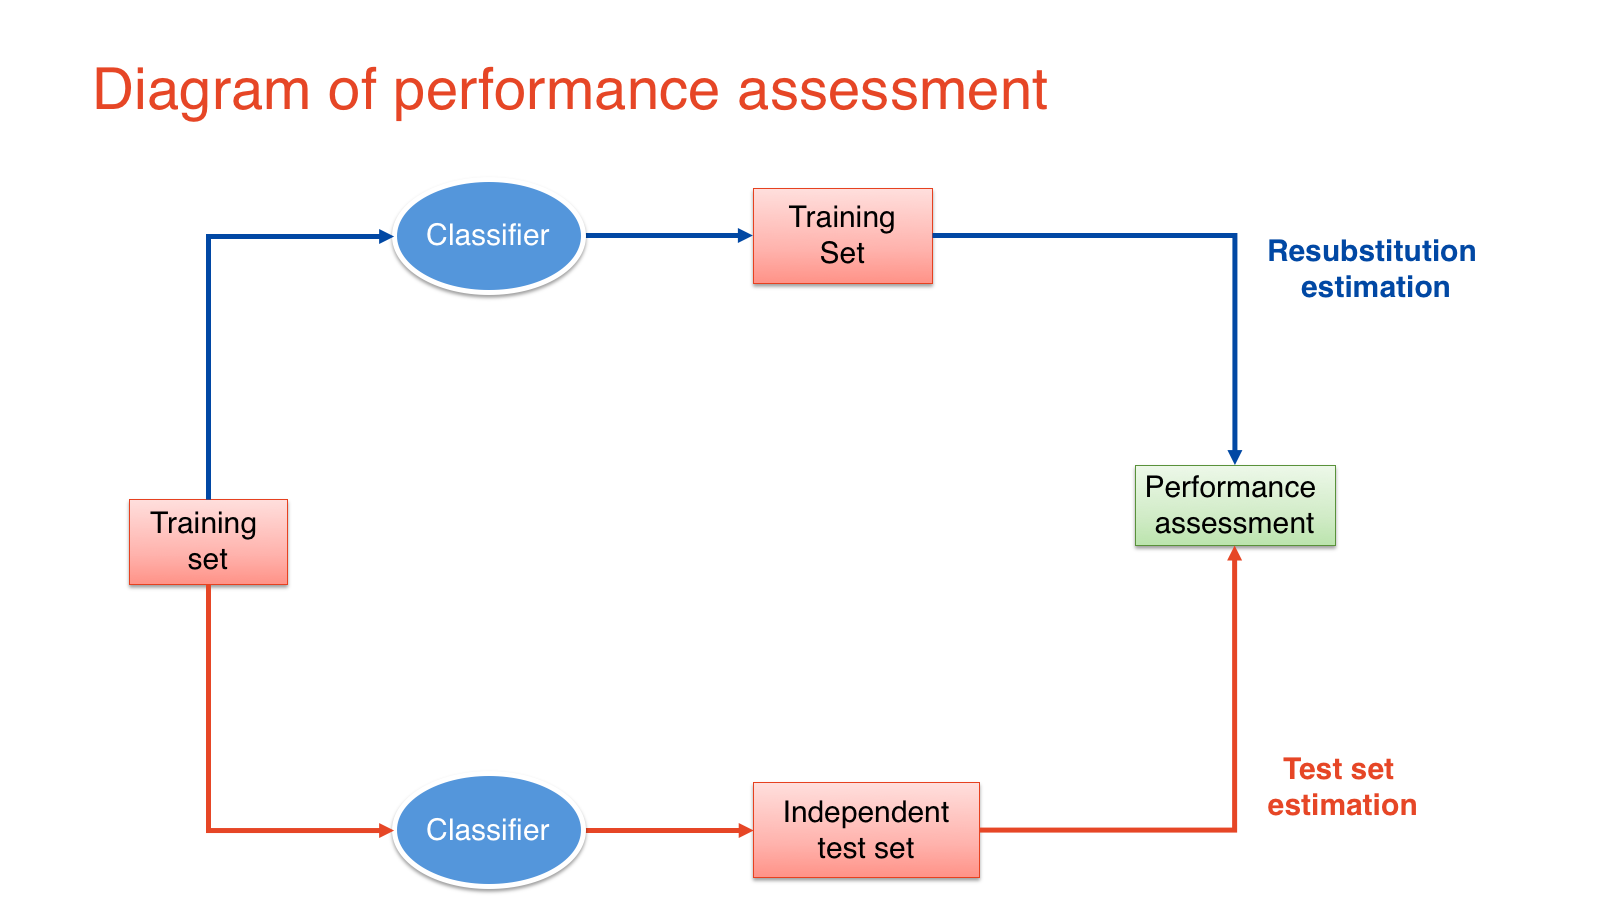 Diagram of performance assessment
Classifier
Training
Set
Resubstitution
estimation
Training
set
Performance
assessment
Classifier
Independent
test set
Test set
estimation